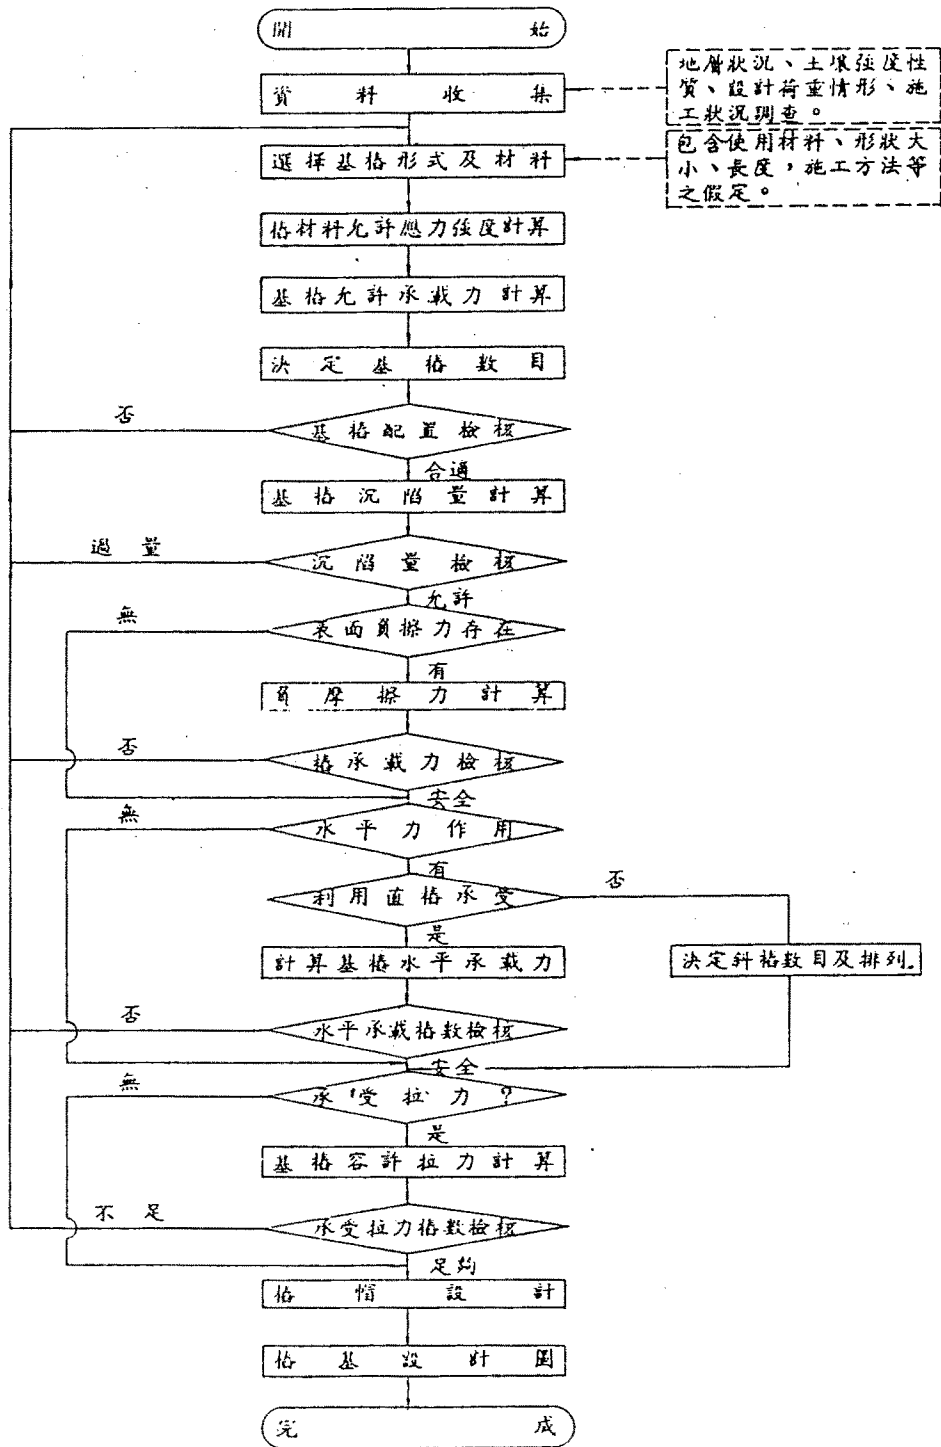 開始
資料收集
地層狀況、土壤強度性
質、設計荷重情形、施
工狀況調查。
選擇基樁形式及材料
包含使用材料、形狀大
小、長度，施工方法等
之假定。
樁材料允許應力強度計算
基樁允許承載力計算
決定基樁數目
否
基樁配置檢核
合適
基樁沉陷量計算
過量
沉陷量檢核
允許
無
表面負擦力存在
有
負摩擦力計算
否
樁承載力檢核
安全
無
水平力作用
有
否
利用直樁承受
是
計算基樁水平承載力
決定斜樁數目及排列。
否
水平承載樁數檢核
安全
無
承受拉力?
是
基樁容許拉力計算
不足
承受拉力樁數檢核
足夠
樁帽設計
樁基設計圖
完成